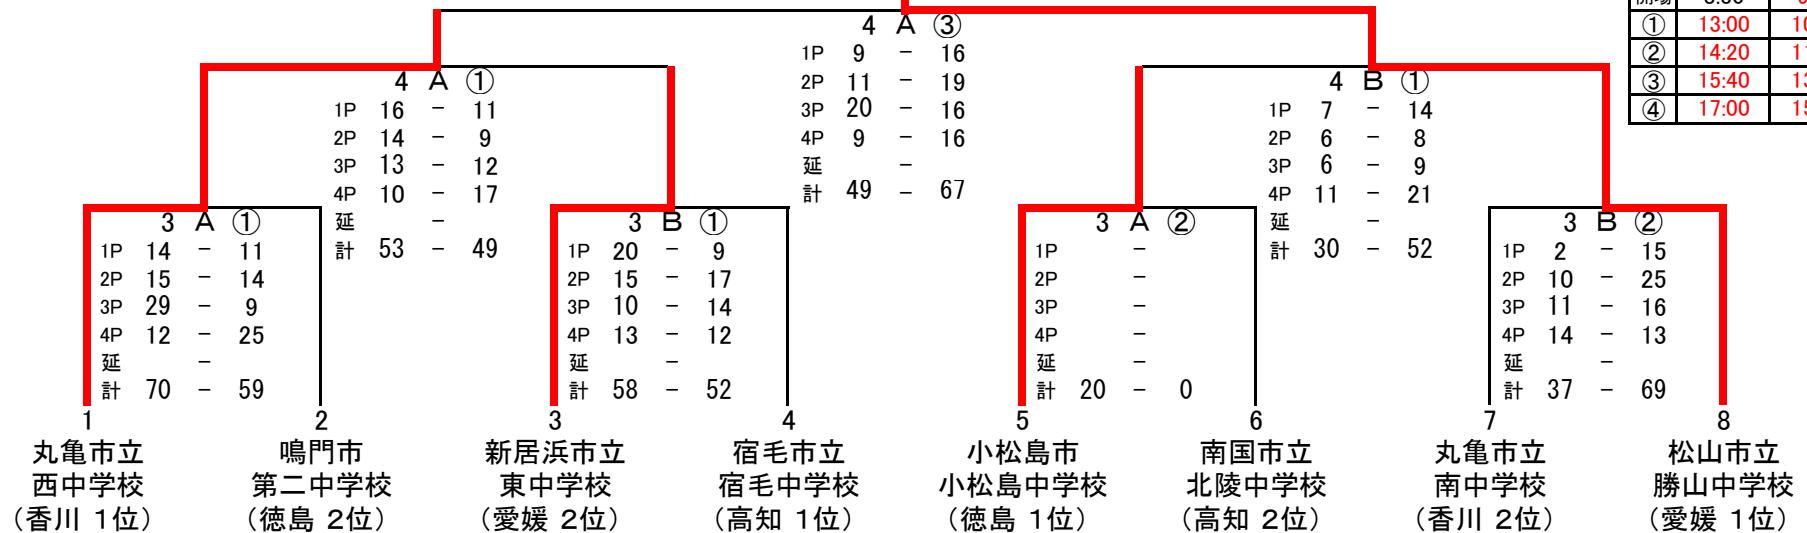 4 A ③
1P 9 － 16
2P 11 － 19
3P 20 － 16
4P 9 － 16
延 －
計 49 － 67
① 13:00
② 14:20
③ 15:40
④ 17:00
4 A ①
1P 16 － 11
2P 14 － 9
3P 13 － 12
4P 10 － 17
延 －
計 53 － 49
4 B ①
1P 7 － 14
2P 6 － 8
3P 6 － 9
4P 11 － 21
延 －
計 30 － 52
3 A ①
1P 14 － 11
2P 15 － 14
3P 29 － 9
4P 12 － 25
延 －
計 70 － 59
3 B ①
1P 20 － 9
2P 15 － 17
3P 10 － 14
4P 13 － 12
延 －
計 58 － 52
3 A ②
1P －
2P －
3P －
4P －
延 －
計 20 － 0
3 B ②
1P 2 － 15
2P 10 － 25
3P 11 － 16
4P 14 － 13
延 －
計 37 － 69
1
丸亀市立
西中学校
（香川 1位）
2
鳴門市
第二中学校
（徳島 2位）
3
新居浜市立
東中学校
（愛媛 2位）
4
宿毛市立
宿毛中学校
（高知 1位）
5
小松島市
小松島中学校
（徳島 1位）
6
南国市立
北陵中学校
（高知 2位）
7
丸亀市立
南中学校
（香川 2位）
8
松山市立
勝山中学校
（愛媛 1位）